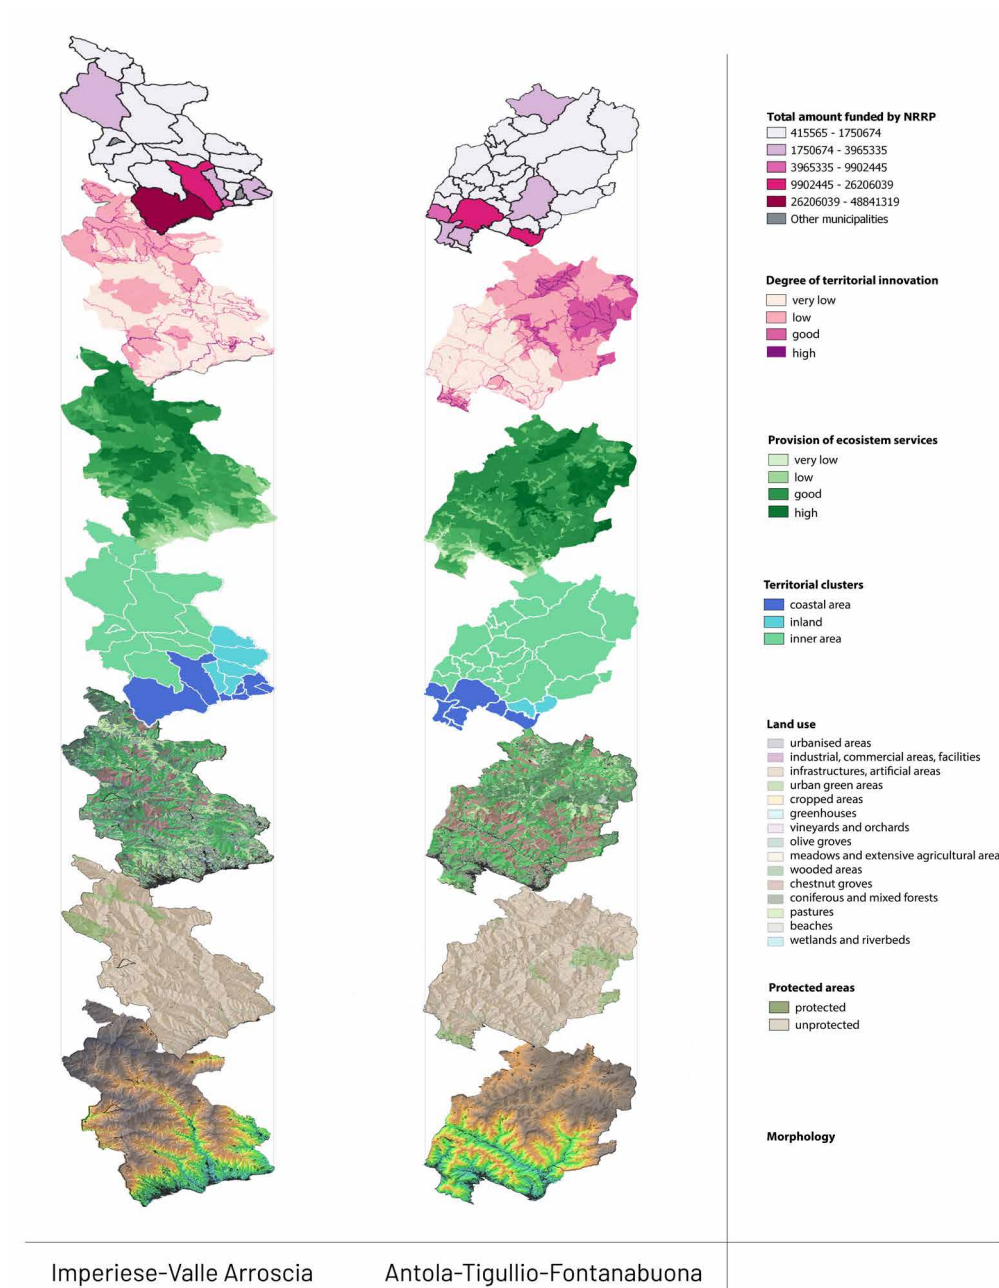 Total amount funded by NRRP
415565 - 1750674
1750674 - 3965335
3965335 - 9902445
9902445 - 26206039
26206039 - 48841319
Other municipalities
Degree of territorial innovation
very low
low
good
high
Provision of ecosistem services
very low
low
good
high
Territorial clusters
coastal area
inland
inner area
Land use
urbanised areas
industrial, commercial areas, facilities
infrastructures, artificial areas
urban green areas
cropped areas
greenhouses
vineyards and orchards
olive groves
meadows and extensive agricultural area
wooded areas
chestnut groves
coniferous and mixed forests
pastures
beaches
wetlands and riverbeds
Protected areas
protected
unprotected
Morphology
Imperiese-Valle Arroscia
Antola-Tigullio-Fontanabuona